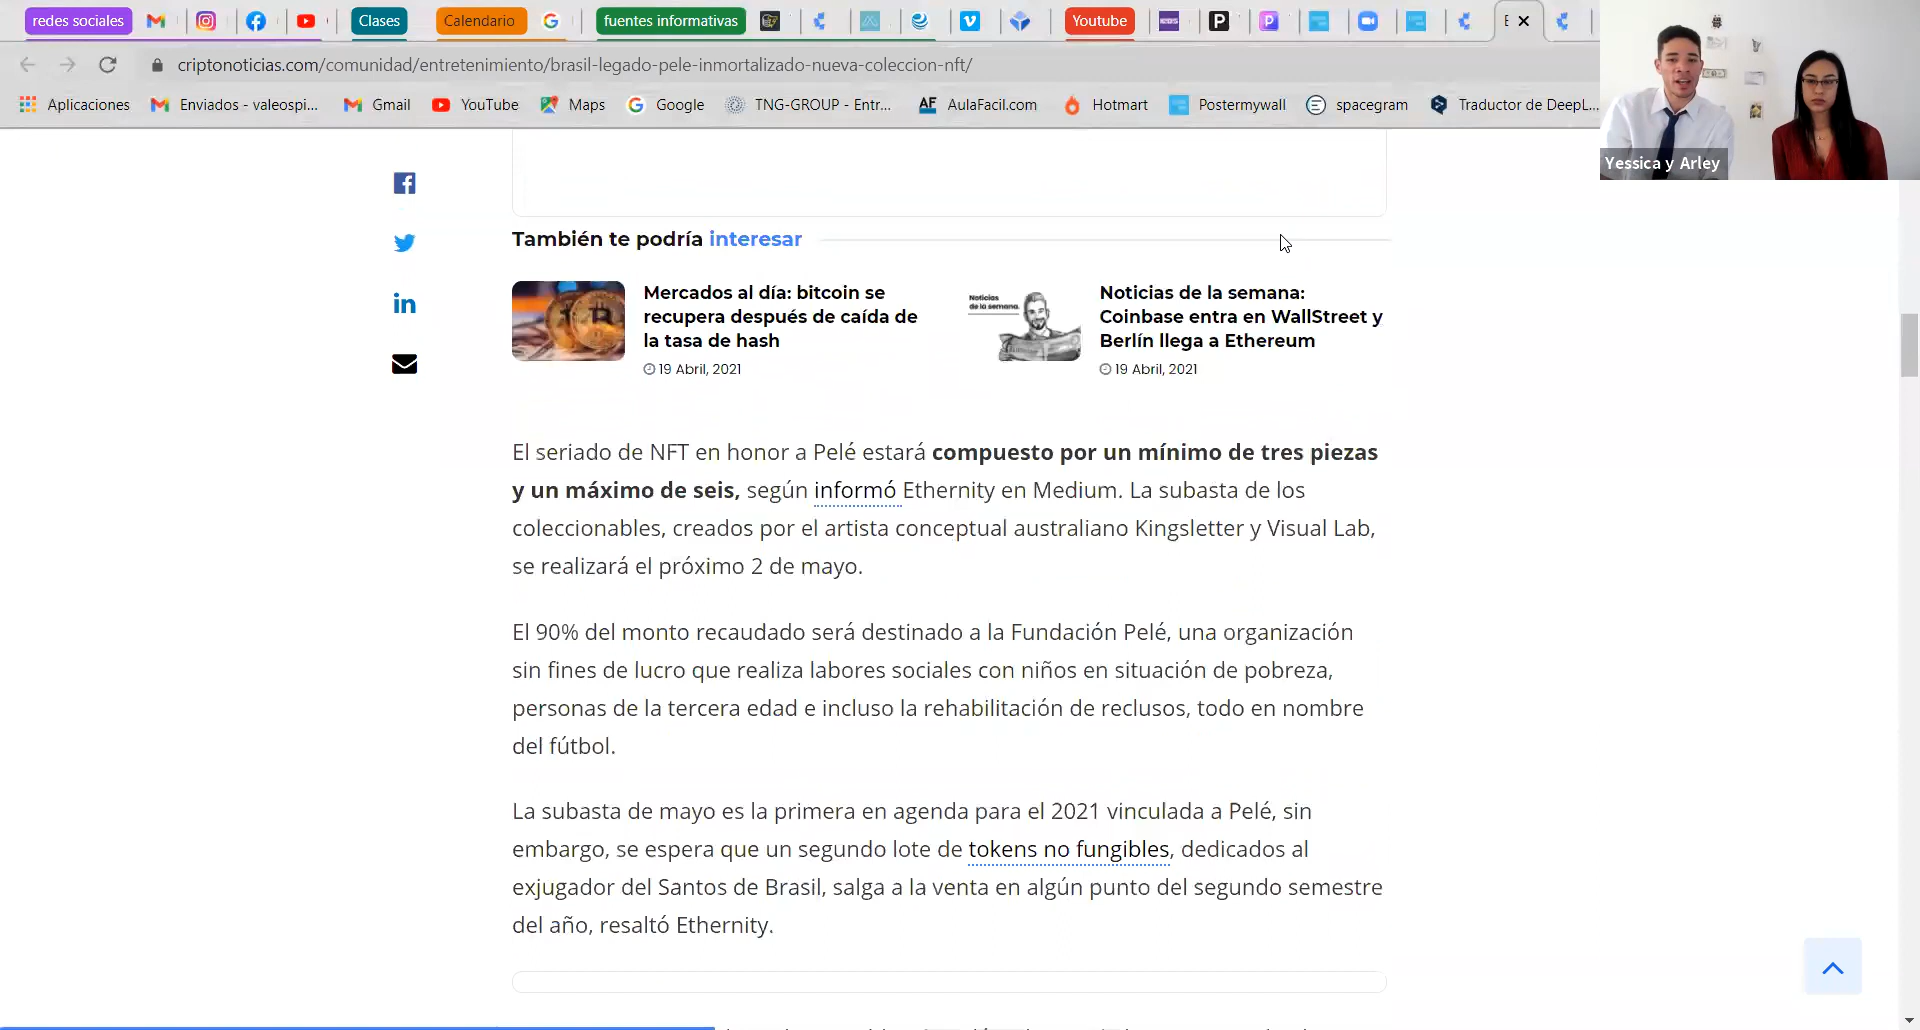 redes sociales
Clases
Calendario
fuentes informativas
Youtube
criptonoticias.com/comunidad/entretenimiento/brasil-legado-pele-inmortalizado-nueva-coleccion-nft/
Aplicaciones
Enviados - valeospi...
Gmail
YouTube
Maps
Google
TNG-GROUP - Entr...
AulaFacil.com
Hotmart
Postermywall
spacegram
Traductor de DeepL...
Yessica y Arley
También te podría interesar
Mercados al día: bitcoin se
recupera después de caída de
la tasa de hash
19 Abril, 2021
Noticias
de la semana.
Noticias de la semana:
Coinbase entra en WallStreet y
Berlín llega a Ethereum
19 Abril, 2021
El seriado de NFT en honor a Pelé estará compuesto por un mínimo de tres piezas
y un máximo de seis, según informó Ethernity en Medium. La subasta de los
coleccionables, creados por el artista conceptual australiano Kingsletter y Visual Lab,
se realizará el próximo 2 de mayo.
El 90% del monto recaudado será destinado a la Fundación Pelé, una organización
sin fines de lucro que realiza labores sociales con niños en situación de pobreza,
personas de la tercera edad e incluso la rehabilitación de reclusos, todo en nombre
del fútbol.
La subasta de mayo es la primera en agenda para el 2021 vinculada a Pelé, sin
embargo, se espera que un segundo lote de tokens no fungibles, dedicados al
exjugador del Santos de Brasil, salga a la venta en algún punto del segundo semestre
del año, resaltó Ethernity.